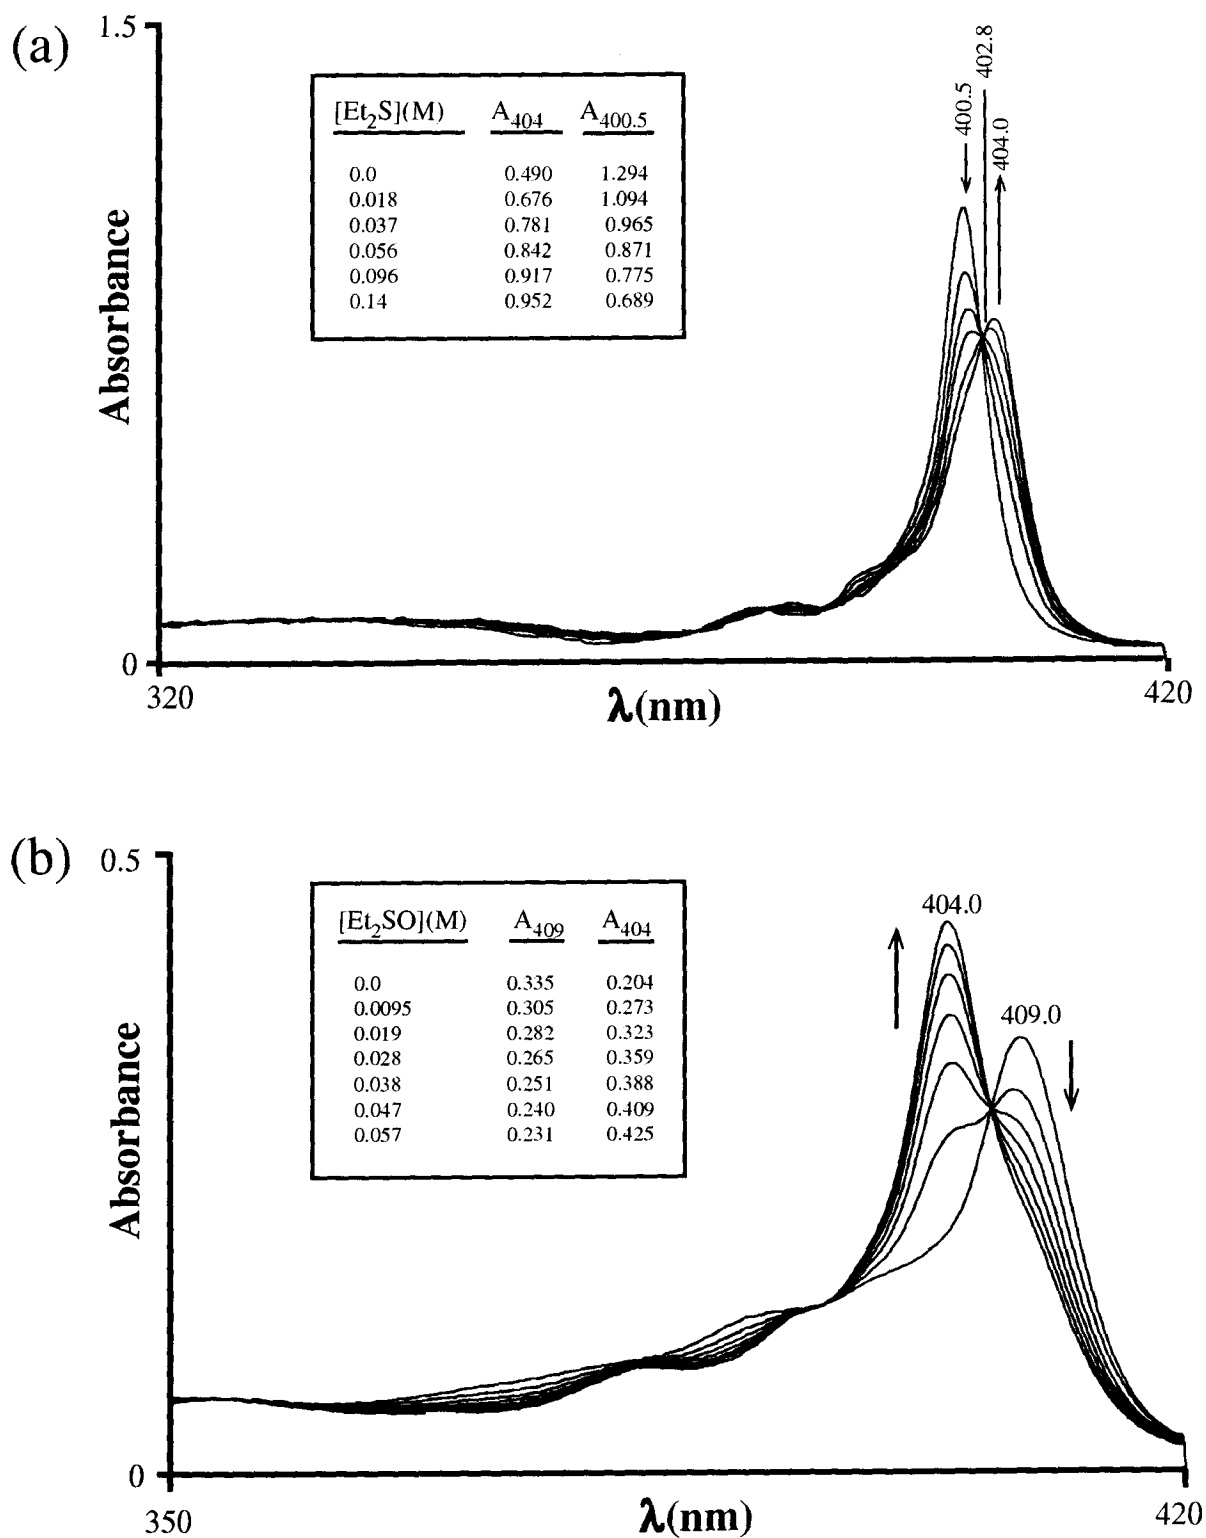 (a)
1.5
[Et2S](M) A404 A400.5
0.0 0.490 1.294
0.018 0.676 1.094
0.037 0.781 0.965
0.056 0.842 0.871
0.096 0.917 0.775
0.14 0.952 0.689
400.5
402.8
404.0
Absorbance
0
320
λ(nm)
420
(b)
0.5
[Et2SO](M) A409 A404
0.0 0.335 0.204
0.0095 0.305 0.273
0.019 0.282 0.323
0.028 0.265 0.359
0.038 0.251 0.388
0.047 0.240 0.409
0.057 0.231 0.425
404.0
409.0
Absorbance
0
350
λ(nm)
420